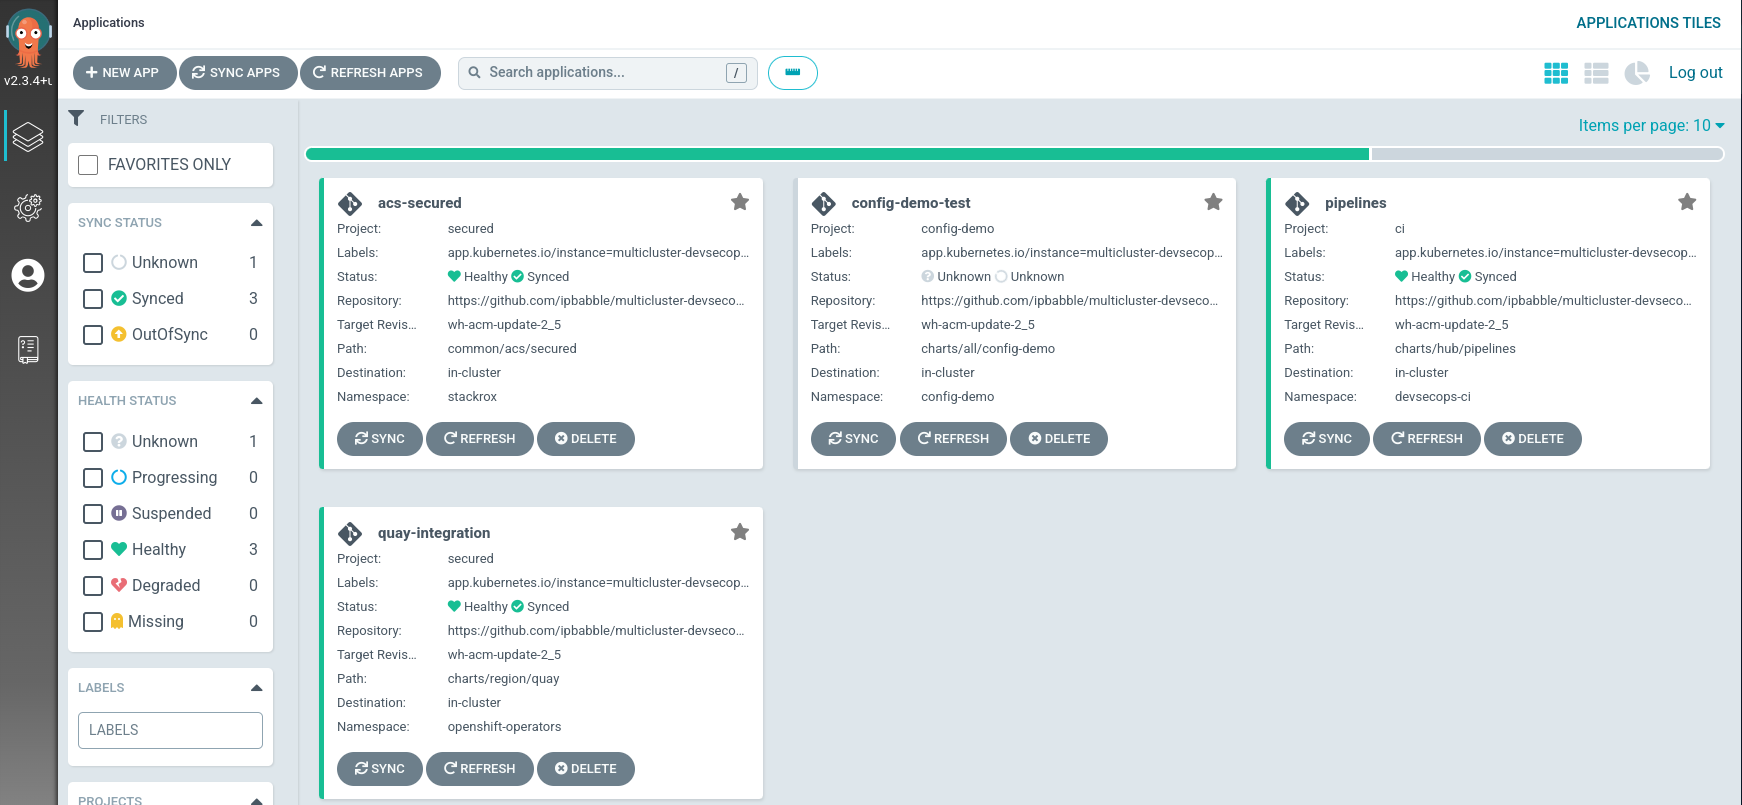 Applications
APPLICATIONS TILES
v2.3.4+u
NEW APP
SYNC APPS
REFRESH APPS
Search applications...
/
Log out
FILTERS
FAVORITES ONLY
SYNC STATUS
Unknown 1
Synced 3
OutOfSync 0
HEALTH STATUS
Unknown 1
Progressing 0
Suspended 0
Healthy 3
Degraded 0
Missing 0
LABELS
LABELS
PROJECTS
Items per page: 10
acs-secured
Project: secured
Labels: app.kubernetes.io/instance=multicluster-devsecop...
Status: Healthy Synced
Repository: https://github.com/ipbabble/multicluster-devseco...
Target Revis... wh-acm-update-2_5
Path: common/acs/secured
Destination: in-cluster
Namespace: stackrox
SYNC REFRESH DELETE
config-demo-test
Project: config-demo
Labels: app.kubernetes.io/instance=multicluster-devsecop...
Status: Unknown Unknown
Repository: https://github.com/ipbabble/multicluster-devseco...
Target Revis... wh-acm-update-2_5
Path: charts/all/config-demo
Destination: in-cluster
Namespace: config-demo
SYNC REFRESH DELETE
pipelines
Project: ci
Labels: app.kubernetes.io/instance=multicluster-devsecop...
Status: Healthy Synced
Repository: https://github.com/ipbabble/multicluster-devseco...
Target Revis... wh-acm-update-2_5
Path: charts/hub/pipelines
Destination: in-cluster
Namespace: devsecops-ci
SYNC REFRESH DELETE
quay-integration
Project: secured
Labels: app.kubernetes.io/instance=multicluster-devsecop...
Status: Healthy Synced
Repository: https://github.com/ipbabble/multicluster-devseco...
Target Revis... wh-acm-update-2_5
Path: charts/region/quay
Destination: in-cluster
Namespace: openshift-operators
SYNC REFRESH DELETE